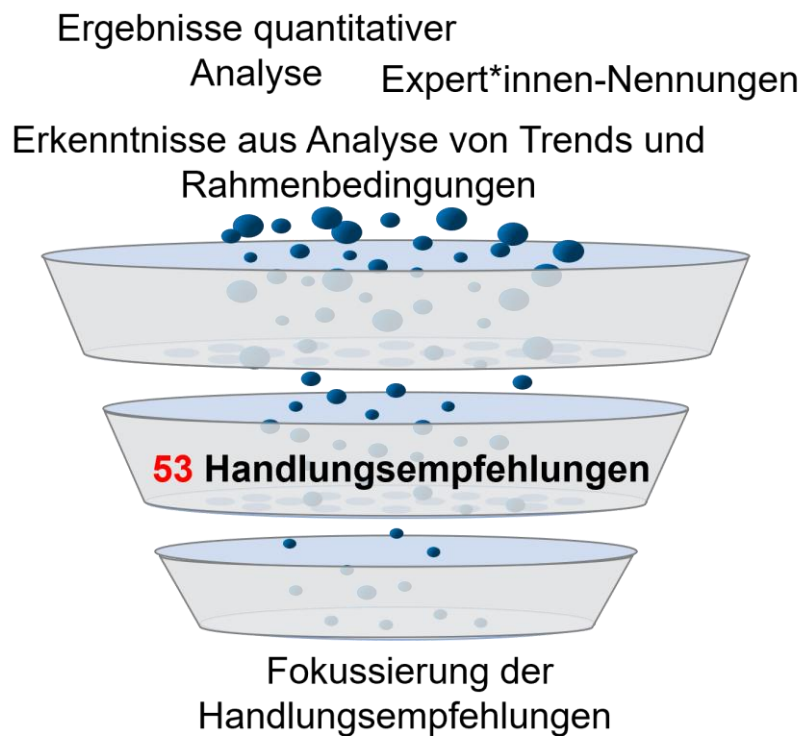 Ergebnisse quantitativer
Analyse
Expert*innen-Nennungen
Erkenntnisse aus Analyse von Trends und
Rahmenbedingungen
53 Handlungsempfehlungen
Fokussierung der
Handlungsempfehlungen